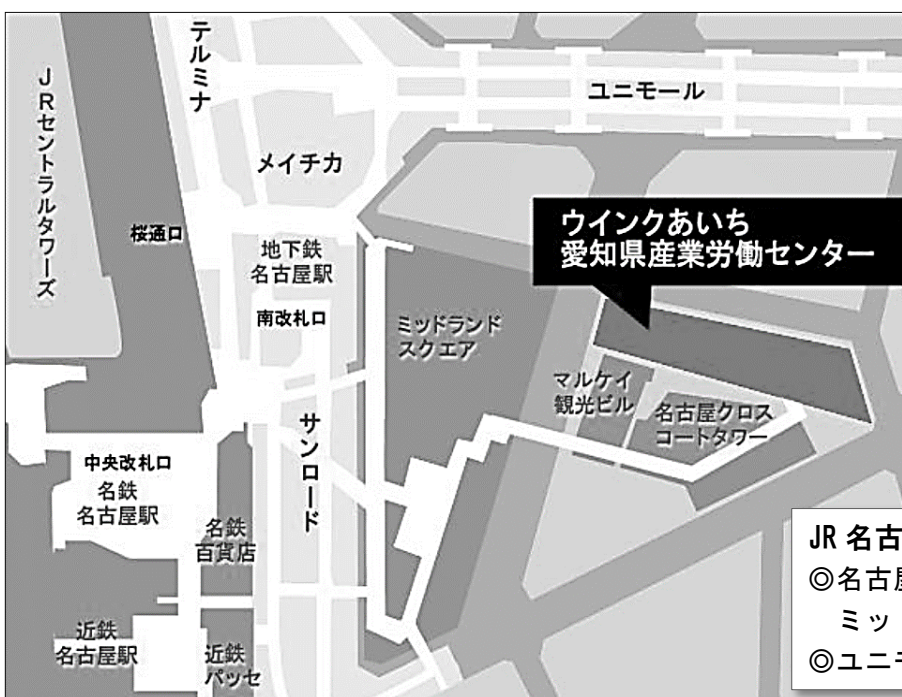 テルミナ
JRセントラルタワーズ
ユニモール
メイチカ
桜通口
地下鉄
名古屋駅
南改札口
ウインクあいち
愛知県産業労働センター
ミッドランド
スクエア
マルケイ
観光ビル
名古屋クロス
コートタワー
サンロード
中央改札口
名鉄
名古屋駅
名鉄
百貨店
近鉄
名古屋駅
近鉄
パッセ
JR 名古
◎名古屋
ミッ
◎ユニモ